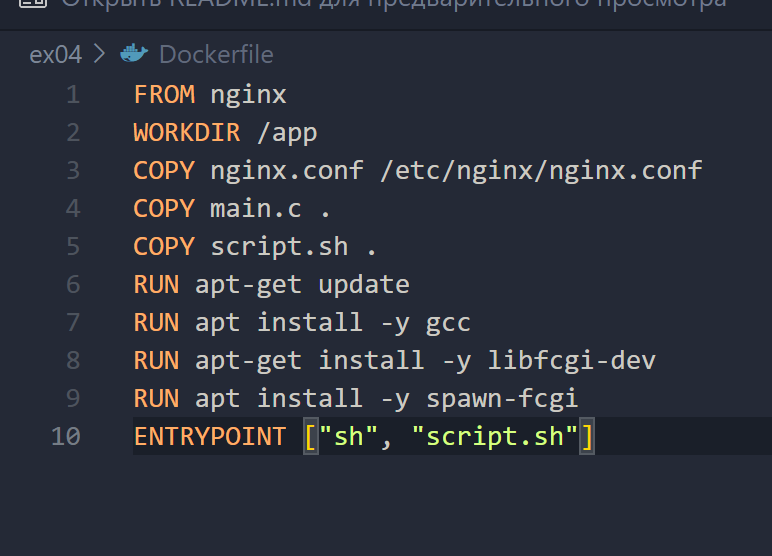 Открыть README.md для предварительного просмотра
ex04 > Dockerfile
1 FROM nginx
2 WORKDIR /app
3 COPY nginx.conf /etc/nginx/nginx.conf
4 COPY main.c .
5 COPY script.sh .
6 RUN apt-get update
7 RUN apt install -y gcc
8 RUN apt-get install -y libfcgi-dev
9 RUN apt install -y spawn-fcgi
10 ENTRYPOINT ["sh", "script.sh"]